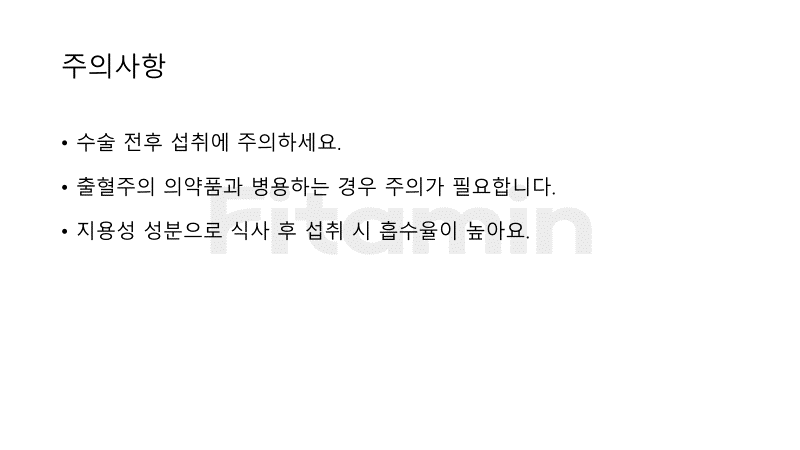 주의사항
• 수술 전후 섭취에 주의하세요.
• 출혈주의 의약품과 병용하는 경우 주의가 필요합니다.
• 지용성 성분으로 식사 후 섭취 시 흡수율이 높아요.
Fitamin